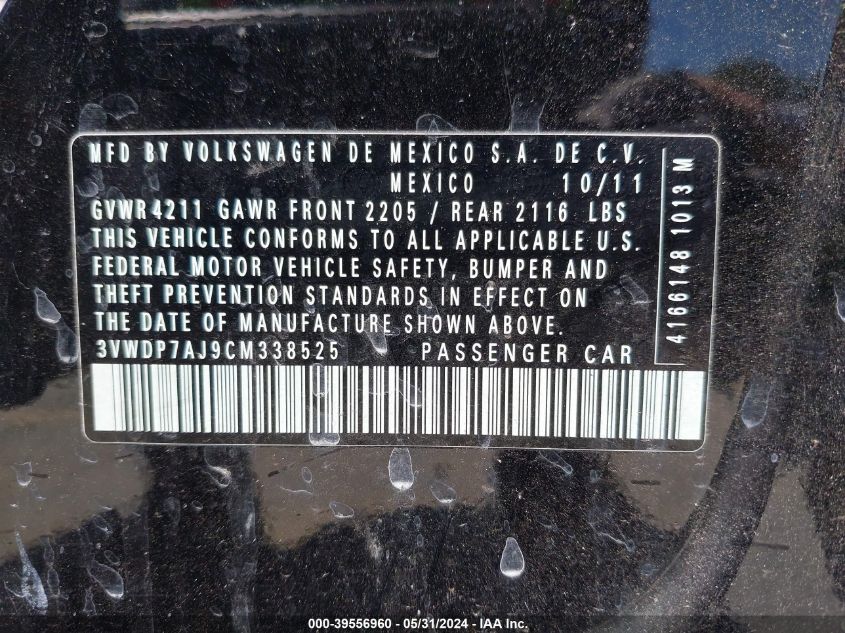 MFD BY VOLKSWAGEN DE MEXICO S.A. DE C.V.
MEXICO 10/11
GVWR 4211 GAWR FRONT 2205 / REAR 2116 LBS
THIS VEHICLE CONFORMS TO ALL APPLICABLE U.S.
FEDERAL MOTOR VEHICLE SAFETY, BUMPER AND
THEFT PREVENTION STANDARDS IN EFFECT ON
THE DATE OF MANUFACTURE SHOWN ABOVE.
3VWDP7AJ9CM338525 PASSENGER CAR
4166148 1013 M
000-39556960 - 05/31/2024 - IAA Inc.